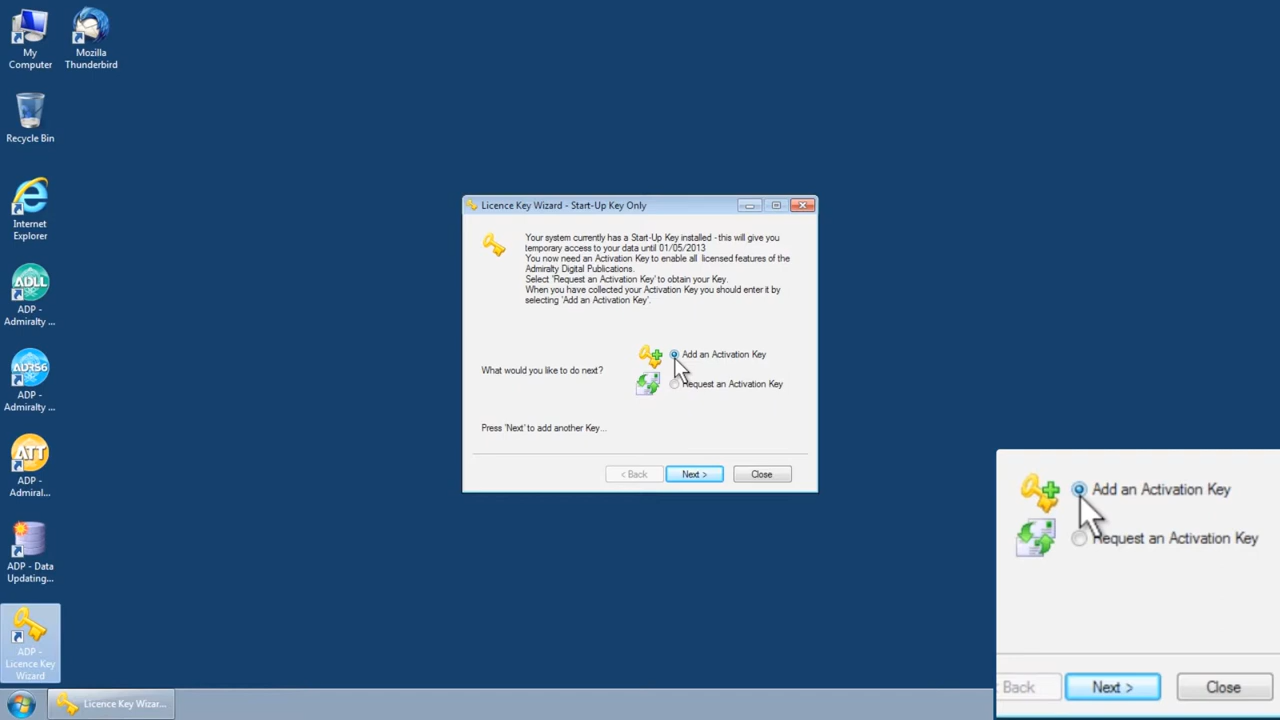 My
Computer
Mozilla
Thunderbird
Recycle Bin
Internet
Explorer
ADLL
ADP -
Admiralty ...
ADRS6
ADP -
Admiralty ...
ATT
ADP -
Admiral...
ADP - Data
Updating...
ADP -
Licence Key
Wizard
Licence Key Wizard - Start-Up Key Only
Your system currently has a Start-Up Key installed - this will give you
temporary access to your data until 01/05/2013
You now need an Activation Key to enable all licensed features of the
Admiralty Digital Publications.
Select 'Request an Activation Key' to obtain your Key.
When you have collected your Activation Key you should enter it by
selecting 'Add an Activation Key'.
What would you like to do next?
Add an Activation Key
Request an Activation Key
Press 'Next' to add another Key...
< Back
Next >
Close
Add an Activation Key
Request an Activation Key
Back
Next >
Close
Licence Key Wizar...